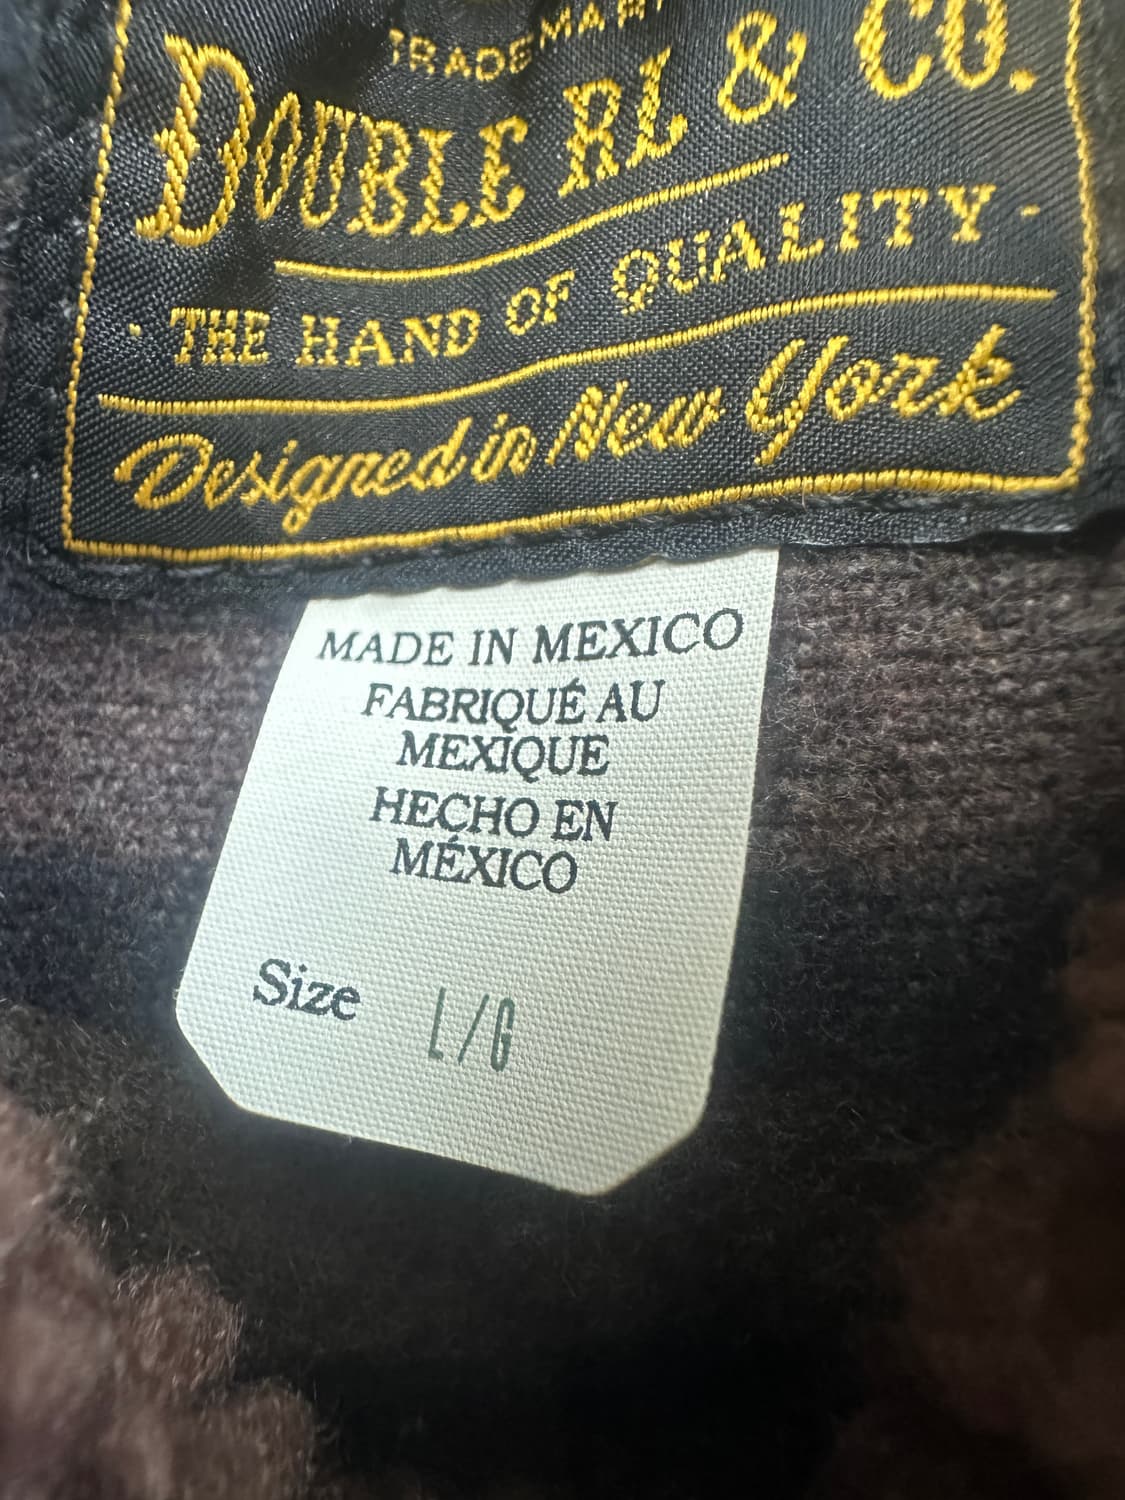 TRADEMARK
DOUBLE RL & CO.
· THE HAND OF QUALITY ·
Designed in New York
MADE IN MEXICO
FABRIQUÉ AU
MEXIQUE
HECHO EN
MÉXICO
Size L/G